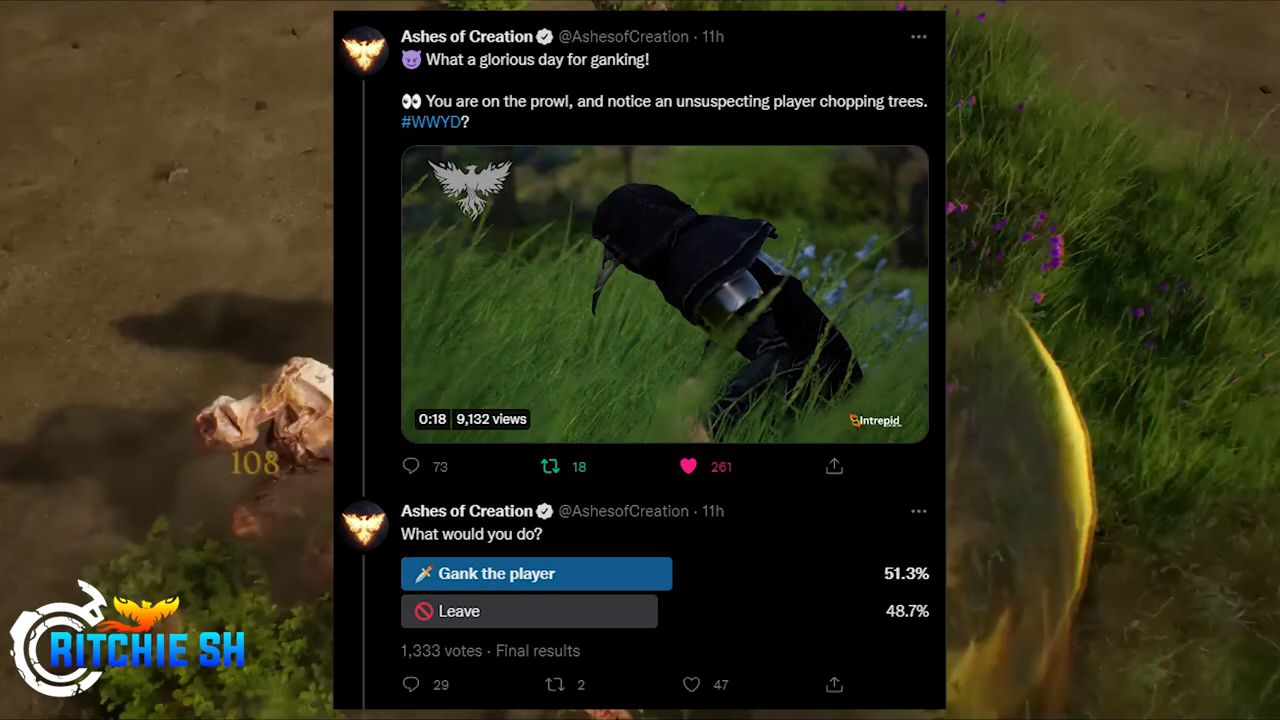 Ashes of Creation @AshesofCreation · 11h
😈 What a glorious day for ganking!
👀 You are on the prowl, and notice an unsuspecting player chopping trees.
#WWYD?
0:18 9,132 views
Intrepid
73 18 261
Ashes of Creation @AshesofCreation · 11h
What would you do?
🗡️ Gank the player 51.3%
🚫 Leave 48.7%
1,333 votes · Final results
29 2 47
108
RITCHIE SH